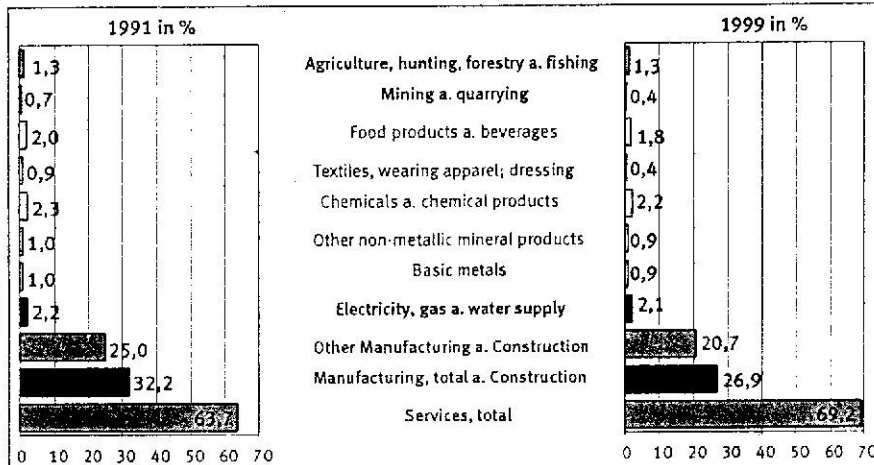 1991 in %
1999 in %
1,3 Agriculture, hunting, forestry a. fishing 1,3
0,7 Mining a. quarrying 0,4
2,0 Food products a. beverages 1,8
0,9 Textiles, wearing apparel; dressing 0,4
2,3 Chemicals a. chemical products 2,2
1,0 Other non-metallic mineral products 0,9
1,0 Basic metals 0,9
2,2 Electricity, gas a. water supply 2,1
25,0 Other Manufacturing a. Construction 20,7
32,2 Manufacturing, total a. Construction 26,9
Services, total 69,2
0 10 20 30 40 50 60 70
0 10 20 30 40 50 60 70